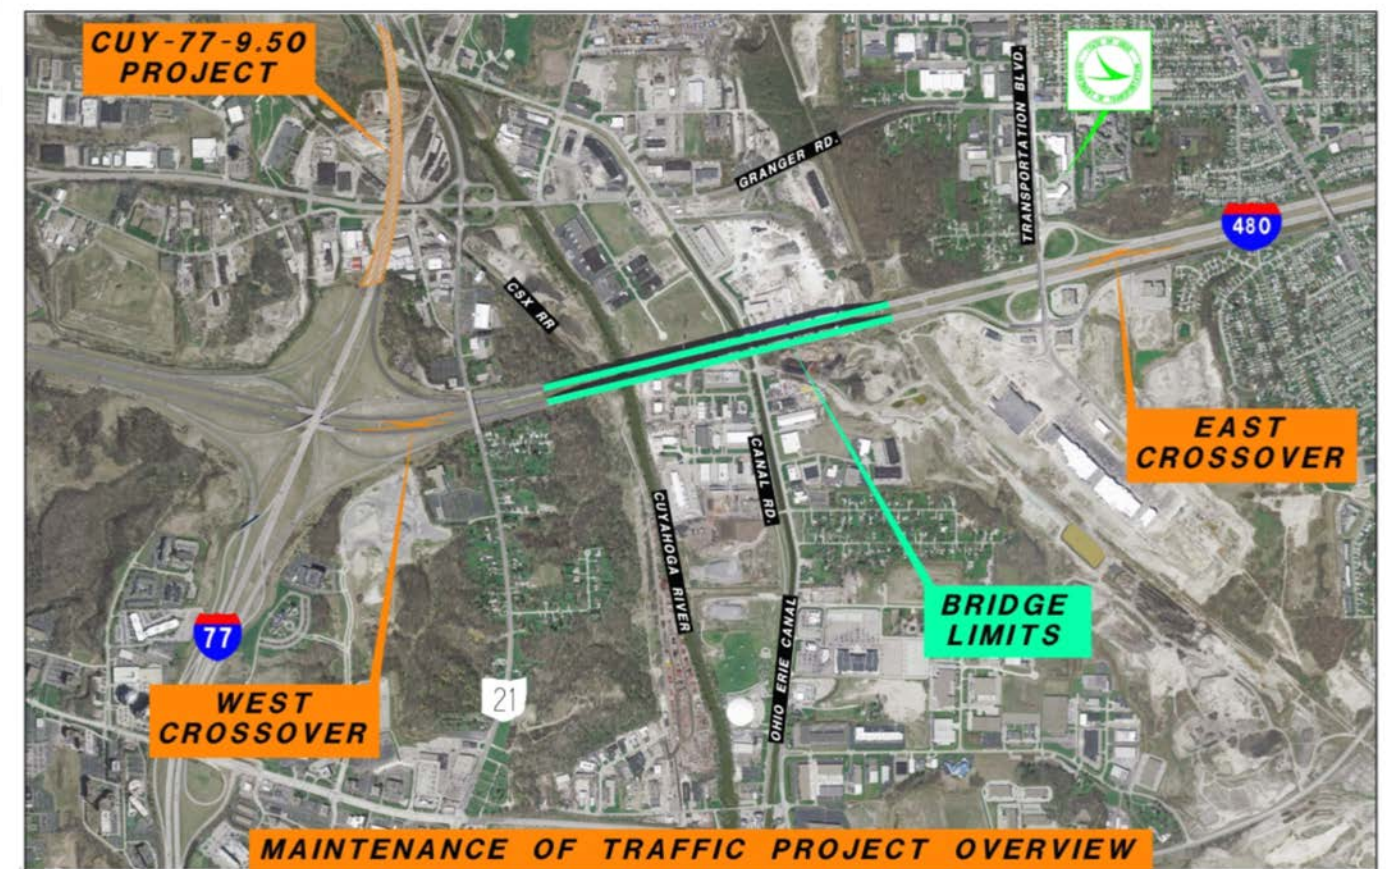 CUY-77-9.50
PROJECT
TRANSPORTATION BLVD.
GRANGER RD.
480
CSX RR
EAST
CROSSOVER
CANAL RD.
CUYAHOGA RIVER
BRIDGE
LIMITS
OHIO ERIE CANAL
77
WEST
CROSSOVER
21
MAINTENANCE OF TRAFFIC PROJECT OVERVIEW